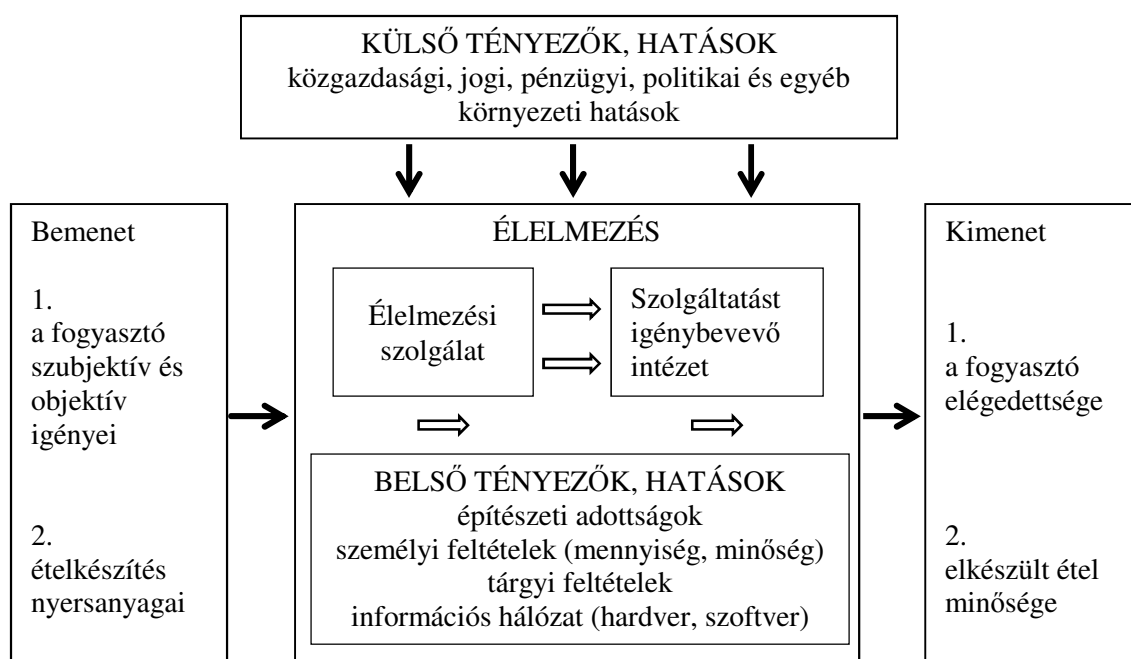 KÜLSŐ TÉNYEZŐK, HATÁSOK
közgazdasági, jogi, pénzügyi, politikai és egyéb
környezeti hatások
Bemenet
1.
a fogyasztó
szubjektív és
objektív
igényei
2.
ételkészítés
nyersanyagai
ÉLELMEZÉS
Élelmezési
szolgálat
Szolgáltatást
igénybevevő
intézet
BELSŐ TÉNYEZŐK, HATÁSOK
építészeti adottságok
személyi feltételek (mennyiség, minőség)
tárgyi feltételek
információs hálózat (hardver, szoftver)
Kimenet
1.
a fogyasztó
elégedettsége
2.
elkészült étel
minősége